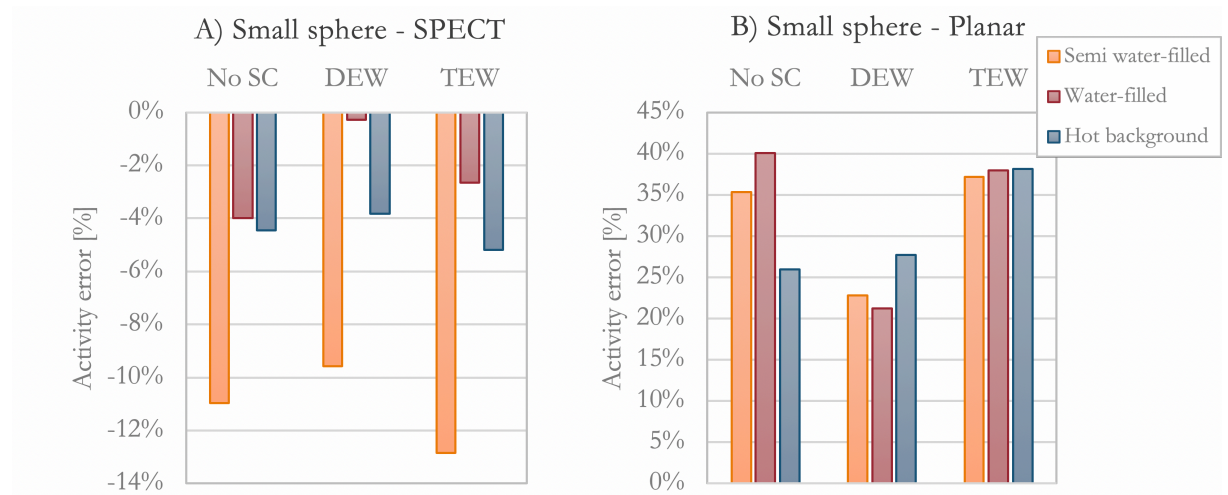 A) Small sphere - SPECT
No SC DEW TEW
0%
-2%
-4%
-6%
-8%
-10%
-12%
-14%
Activity error [%]
B) Small sphere - Planar
No SC DEW TEW
45%
40%
35%
30%
25%
20%
15%
10%
5%
0%
Activity error [%]
Semi water-filled
Water-filled
Hot background